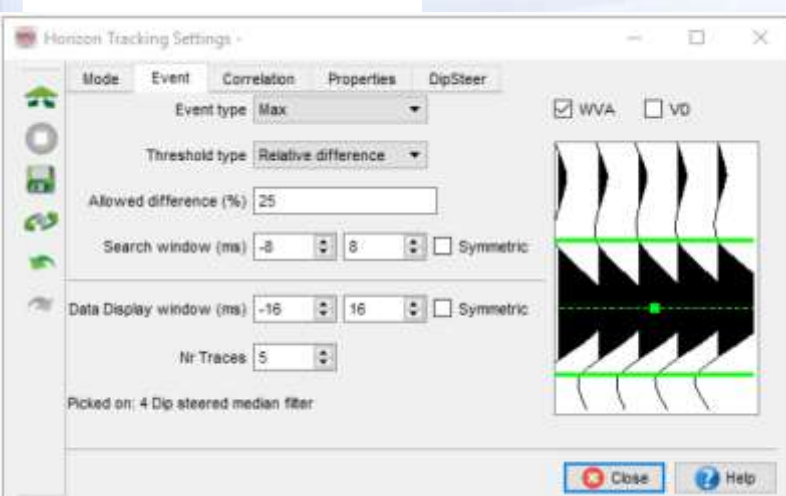 Horizon Tracking Settings -
Mode Event Correlation Properties DipSteer
Event type Max
WVA VD
Threshold type Relative difference
Allowed difference (%) 25
Search window (ms) -8 8 Symmetric
Data Display window (ms) -16 16 Symmetric
Nr Traces 5
Picked on: 4 Dip steered median filter
Close Help